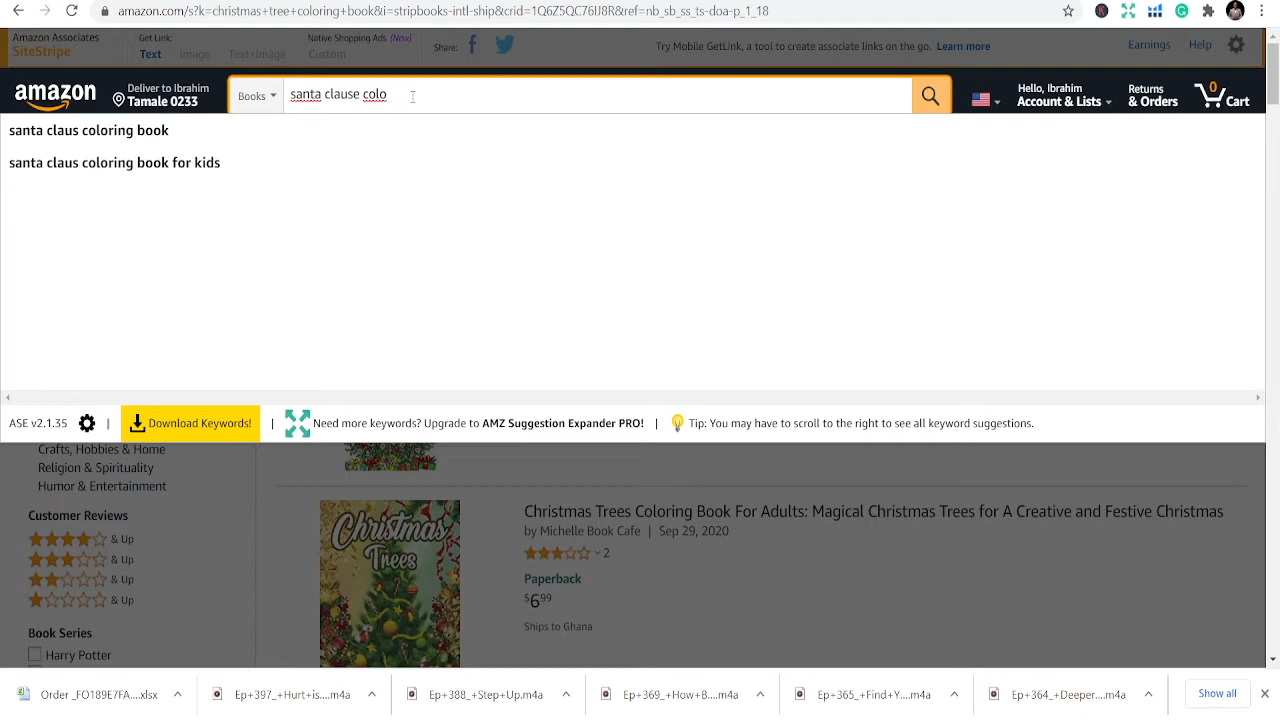 amazon.com/s?k=christmas+tree+coloring+book&i=stripbooks-intl-ship&crid=1Q6Z5QC76IJ8R&ref=nb_sb_ss_ts-doa-p_1_18
Amazon Associates
SiteStripe
Get Link:
Text Image Text+image
Native Shopping Ads (New)
Custom
Share:
Try Mobile GetLink, a tool to create associate links on the go. Learn more
Earnings Help
amazon
Deliver to Ibrahim
Tamale 0233
Books
santa clause colo
Hello, Ibrahim
Account & Lists
Returns
& Orders
0
Cart
santa claus coloring book
santa claus coloring book for kids
ASE v2.1.35 | Download Keywords! | Need more keywords? Upgrade to AMZ Suggestion Expander PRO! | Tip: You may have to scroll to the right to see all keyword suggestions.
Crafts, Hobbies & Home
Religion & Spirituality
Humor & Entertainment
Customer Reviews
& Up
& Up
& Up
& Up
Book Series
Harry Potter
Christmas
Trees
Christmas Trees Coloring Book For Adults: Magical Christmas Trees for A Creative and Festive Christmas
by Michelle Book Cafe | Sep 29, 2020
2
Paperback
$6.99
Ships to Ghana
Order _FO189E7FA....xlsx
Ep+397_+Hurt+is....m4a
Ep+388_+Step+Up.m4a
Ep+369_+How+B....m4a
Ep+365_+Find+Y....m4a
Ep+364_+Deeper....m4a
Show all